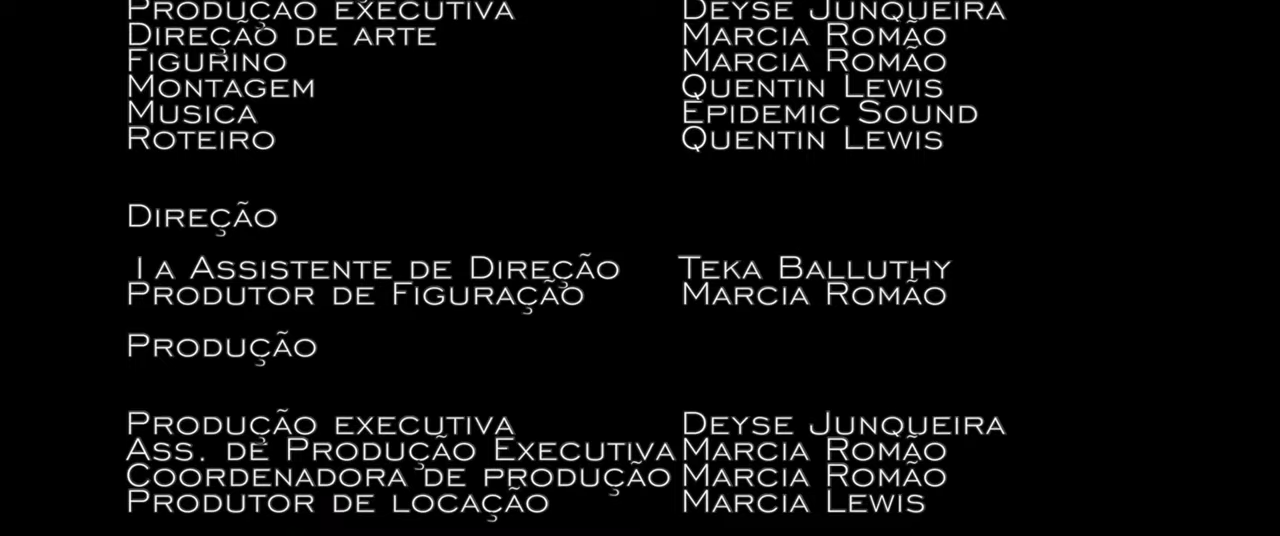 Produção executiva Deyse Junqueira
Direção de arte Marcia Romão
Figurino Marcia Romão
Montagem Quentin Lewis
Musica Epidemic Sound
Roteiro Quentin Lewis
Direção
1a Assistente de Direção Teka Balluthy
Produtor de Figuração Marcia Romão
Produção
Produção executiva Deyse Junqueira
Ass. de Produção Executiva Marcia Romão
Coordenadora de produção Marcia Romão
Produtor de locação Marcia Lewis